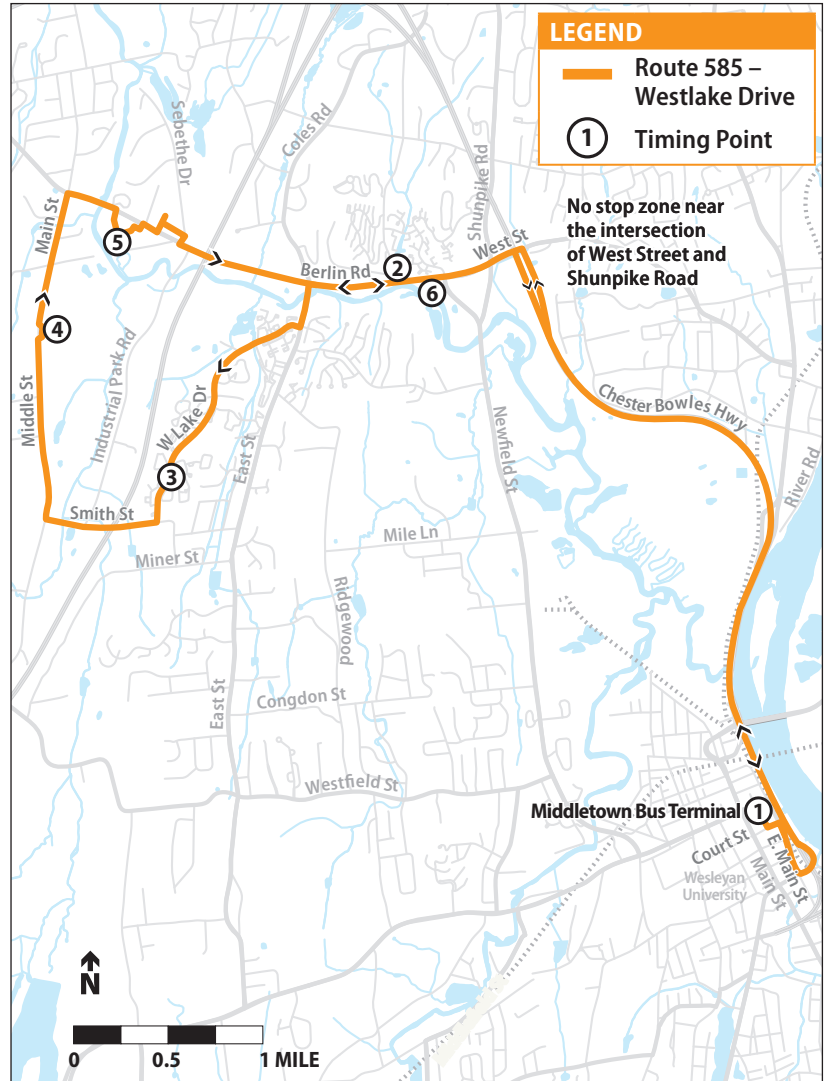 LEGEND
Route 585 –
Westlake Drive
1 Timing Point
No stop zone near
the intersection
of West Street and
Shunpike Road
Sebethe Dr
Coles Rd
Shunpike Rd
Main St
5
Berlin Rd
2
6
West St
4
Middle St
Industrial Park Rd
W Lake Dr
East St
3
Smith St
Miner St
Newfield St
Chester Bowles Hwy
River Rd
Mile Ln
Ridgewood
East St
Congdon St
Westfield St
Middletown Bus Terminal 1
Court St
E. Main St
Main St
Wesleyan
University
N
0 0.5 1 MILE